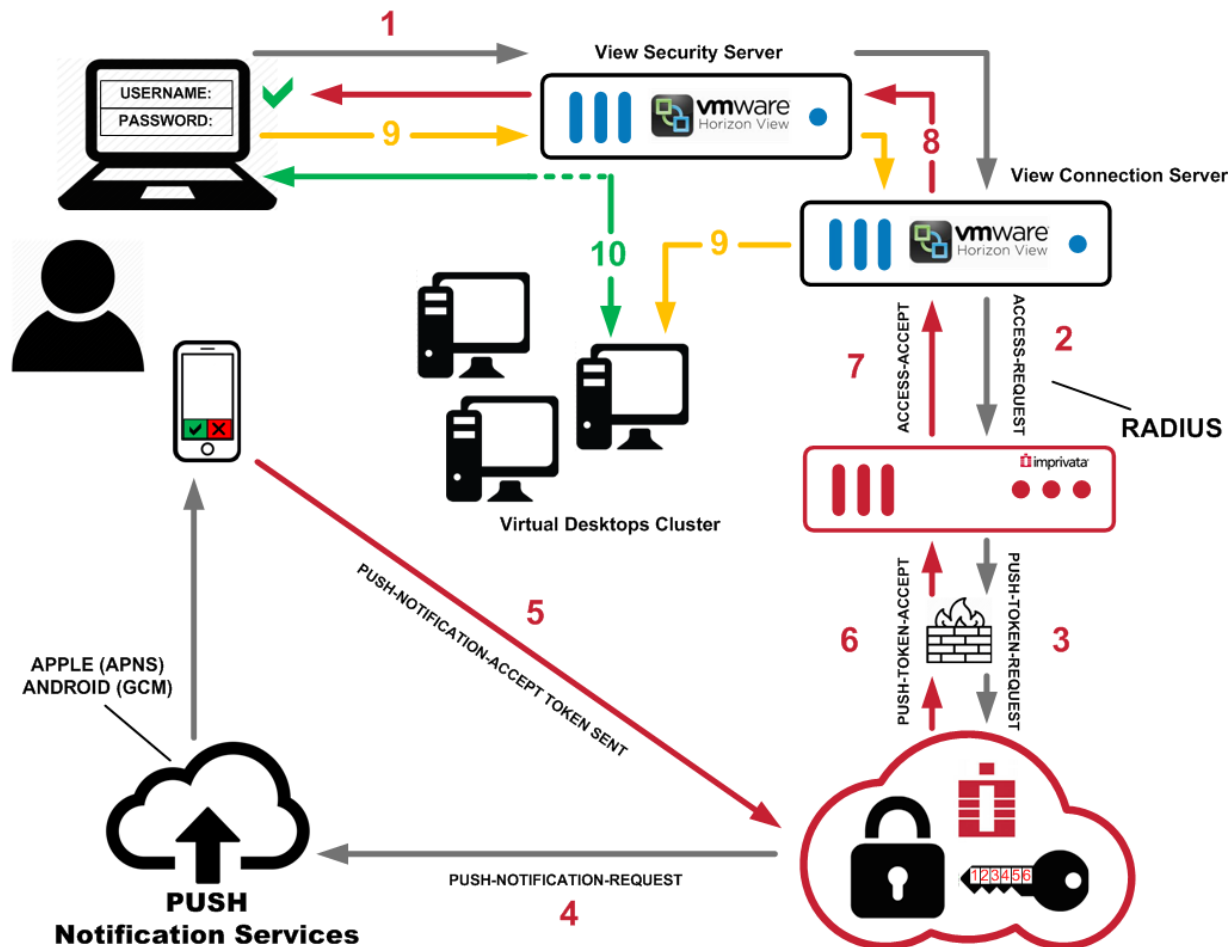 1
View Security Server
USERNAME:
PASSWORD:
vmware
Horizon View
9
8
View Connection Server
vmware
Horizon View
9
10
ACCESS-ACCEPT
7
ACCESS-REQUEST
2
RADIUS
imprivata
Virtual Desktops Cluster
PUSH-NOTIFICATION-ACCEPT TOKEN SENT
5
PUSH-TOKEN-ACCEPT
6
PUSH-TOKEN-REQUEST
3
APPLE (APNS)
ANDROID (GCM)
123456
PUSH-NOTIFICATION-REQUEST
4
PUSH
Notification Services